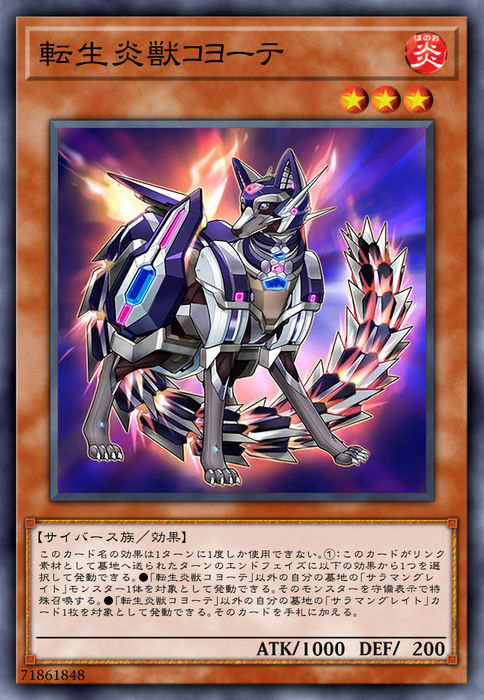 転生炎獣コヨーテ
ほのお
炎
【サイバース族/効果】
このカード名の効果は1ターンに1度しか使用できない。①:このカードがリンク
素材として墓地へ送られたターンのエンドフェイズに以下の効果から1つを選
択して発動できる。●「転生炎獣コヨーテ」以外の自分の墓地の「サラマングレ
イト」モンスター1体を対象として発動できる。そのモンスターを守備表示で特
殊召喚する。●「転生炎獣コヨーテ」以外の自分の墓地の「サラマングレイト」カ
ード1枚を対象として発動できる。そのカードを手札に加える。
ATK/1000 DEF/ 200
71861848